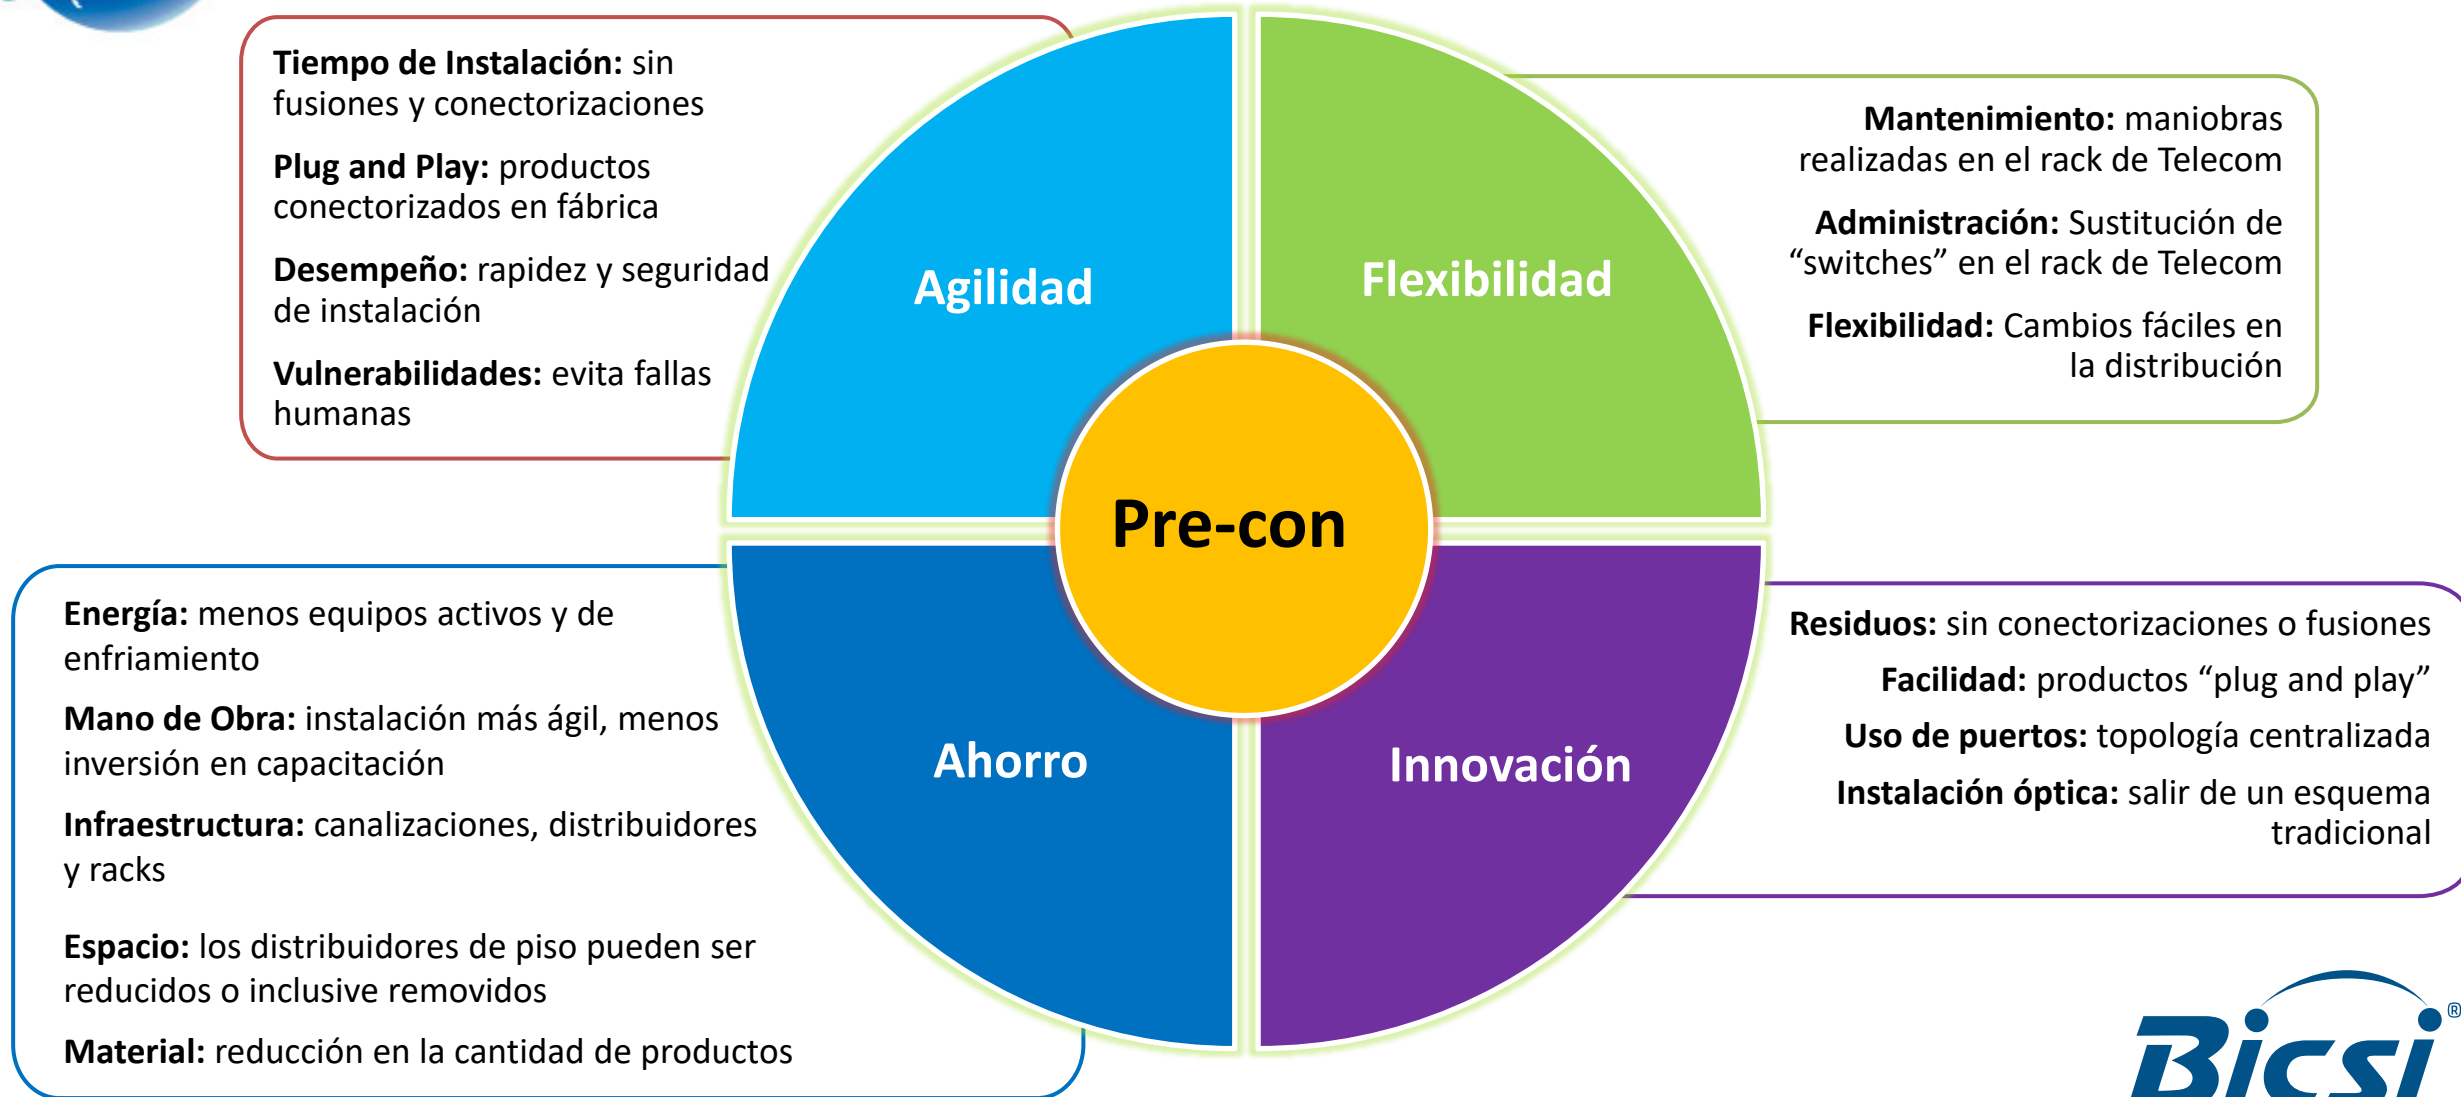 Tiempo de Instalación: sin
fusiones y conectorizaciones
Plug and Play: productos
conectorizados en fábrica
Desempeño: rapidez y seguridad
de instalación
Vulnerabilidades: evita fallas
humanas
Agilidad
Flexibilidad
Mantenimiento: maniobras
realizadas en el rack de Telecom
Administración: Sustitución de
“switches” en el rack de Telecom
Flexibilidad: Cambios fáciles en
la distribución
Pre-con
Energía: menos equipos activos y de
enfriamiento
Mano de Obra: instalación más ágil, menos
inversión en capacitación
Infraestructura: canalizaciones, distribuidores
y racks
Espacio: los distribuidores de piso pueden ser
reducidos o inclusive removidos
Material: reducción en la cantidad de productos
Ahorro
Innovación
Residuos: sin conectorizaciones o fusiones
Facilidad: productos “plug and play”
Uso de puertos: topología centralizada
Instalación óptica: salir de un esquema
tradicional
Bicsi®